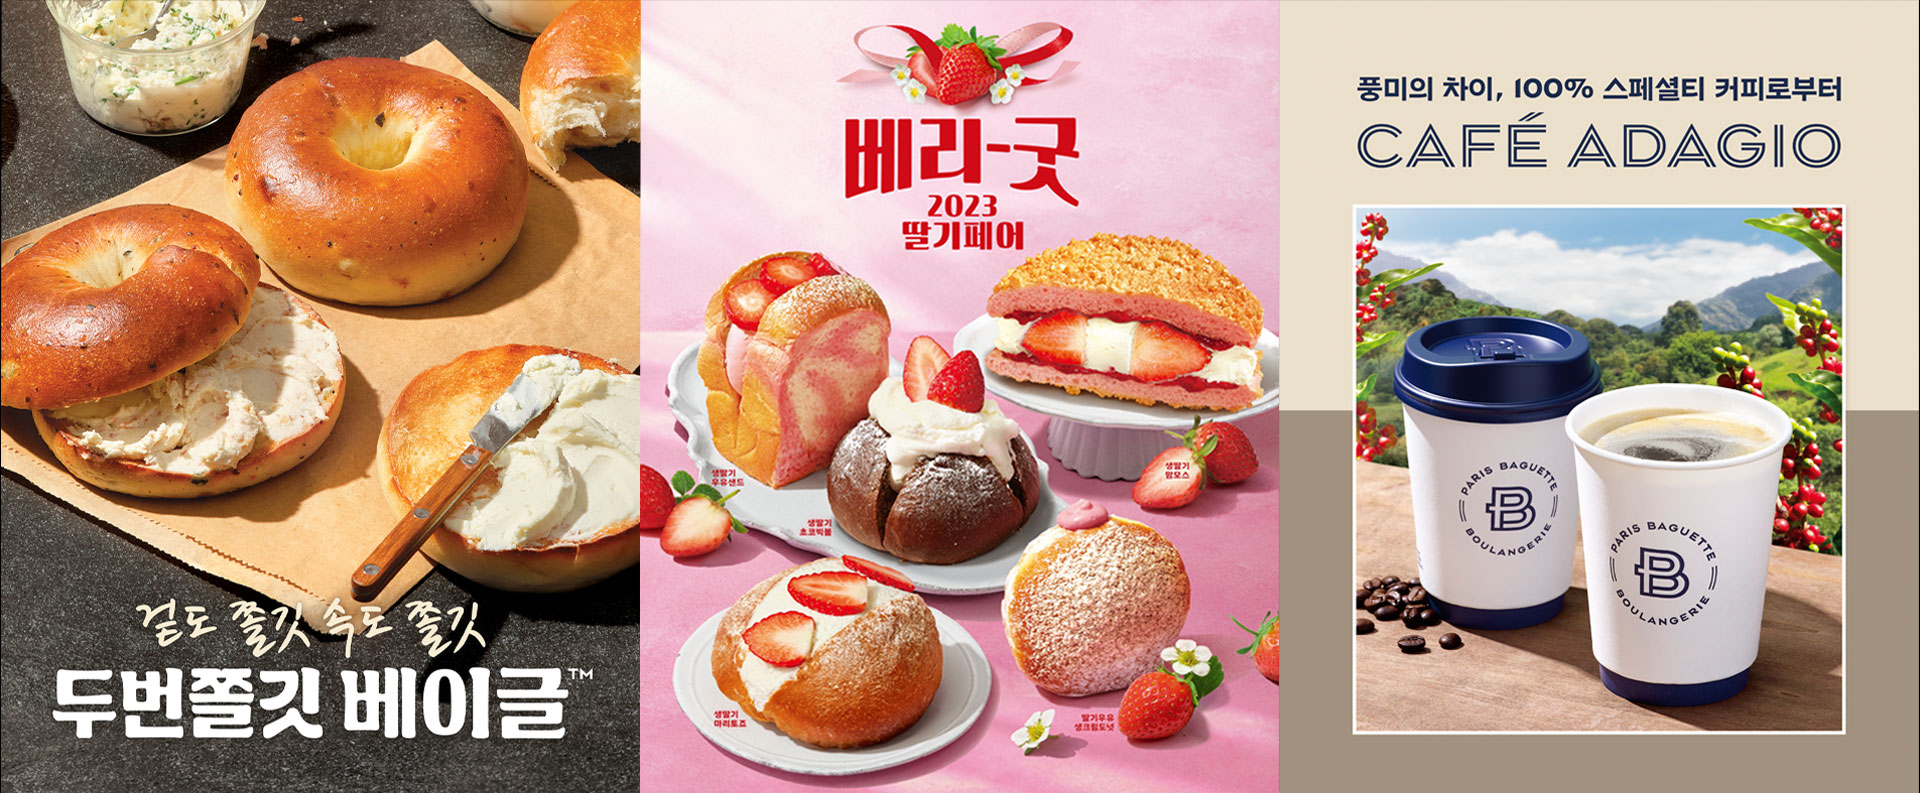 겉도 쫄깃 속도 쫄깃
두번쫄깃 베이글™
베리-굿
2023
딸기페어
생딸기
우유샌드
생딸기
맘모스
생딸기
초코빅볼
생딸기
마리토쪼
딸기우유
생크림도넛
풍미의 차이, 100% 스페셜티 커피로부터
CAFÉ ADAGIO
PARIS BAGUETTE
B
BOULANGERIE
PARIS BAGUETTE
B
BOULANGERIE